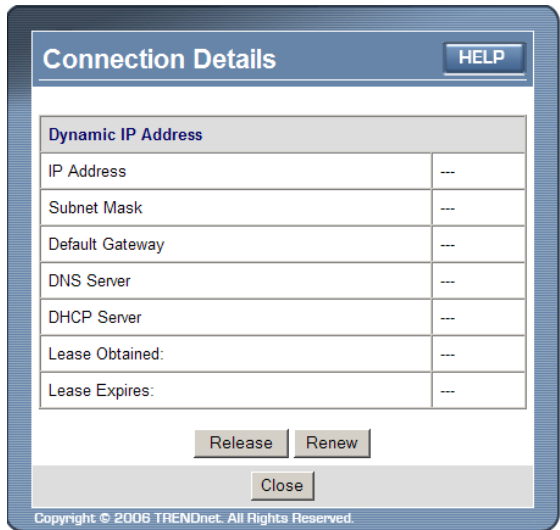 Connection Details HELP
Dynamic IP Address
IP Address ---
Subnet Mask ---
Default Gateway ---
DNS Server ---
DHCP Server ---
Lease Obtained: ---
Lease Expires: ---
Release Renew
Close
Copyright © 2006 TRENDnet. All Rights Reserved.